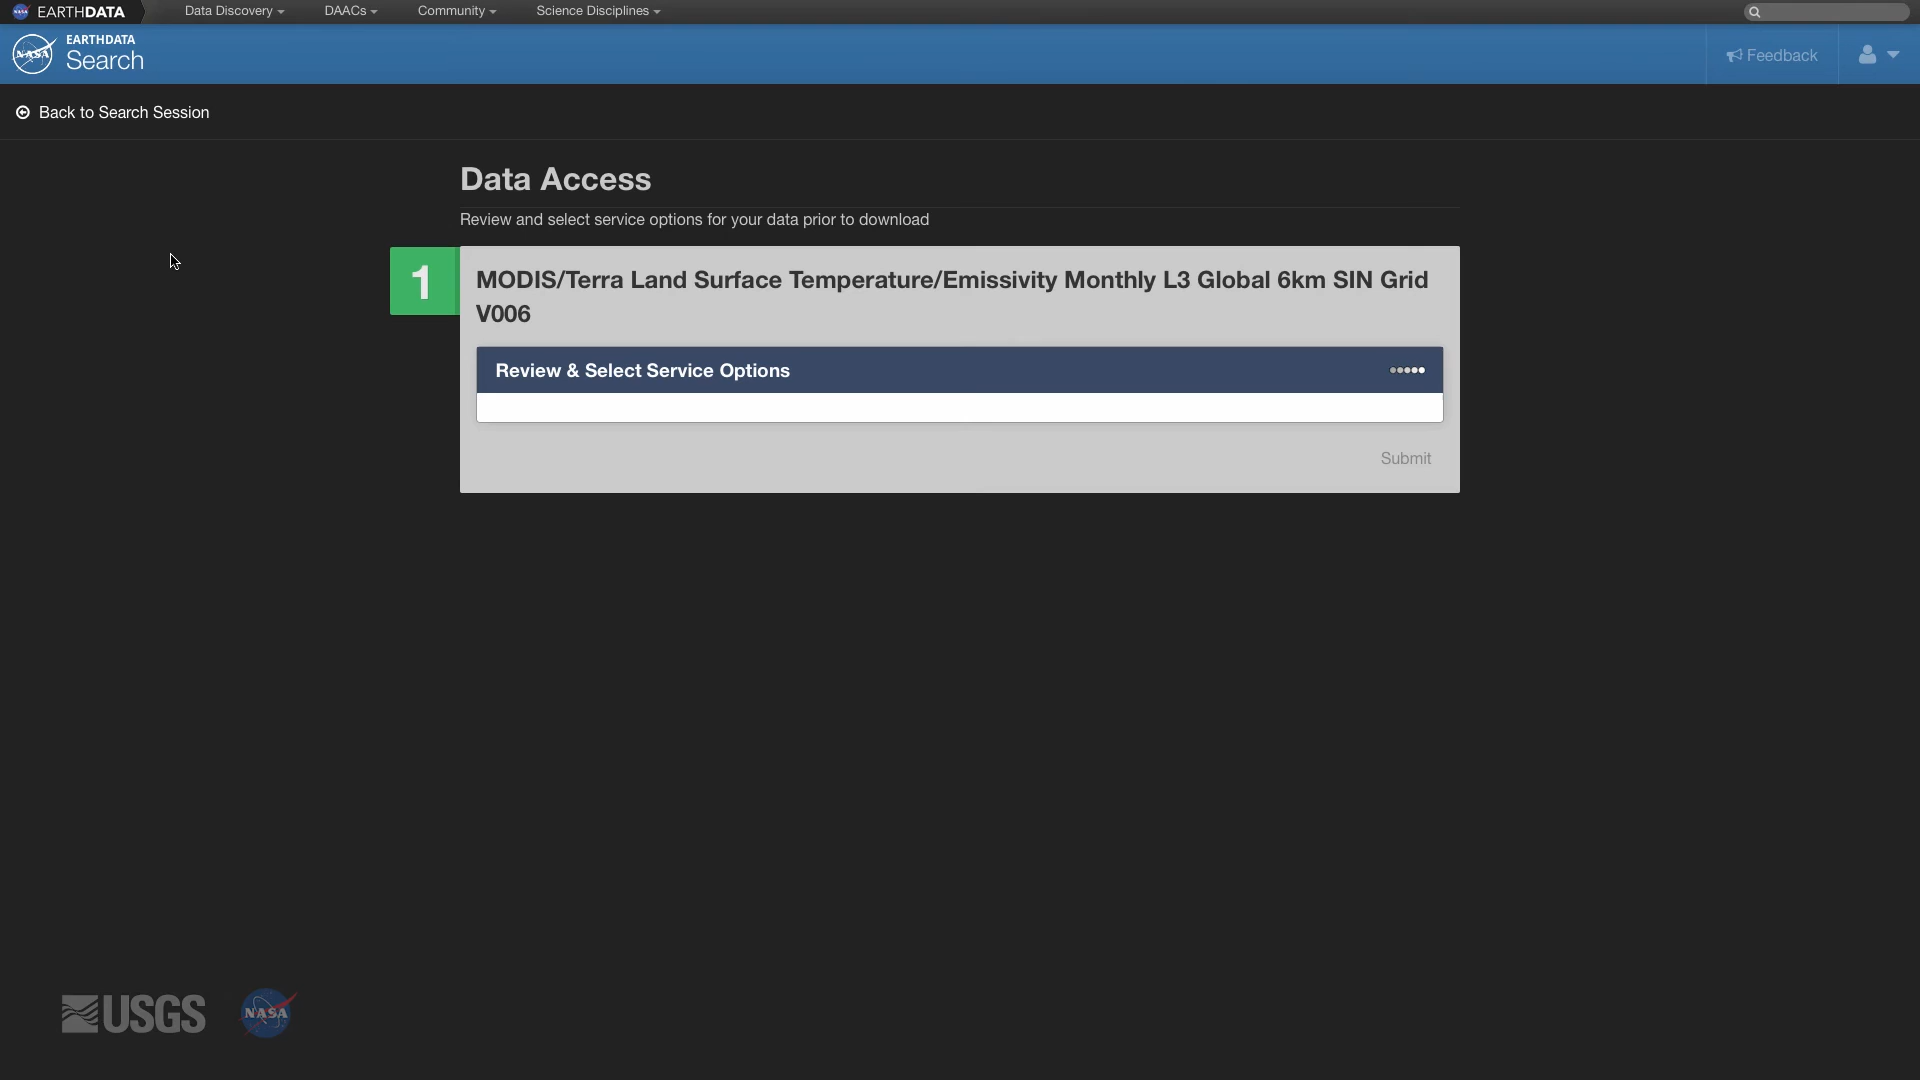 EARTHDATA
Data Discovery
DAACs
Community
Science Disciplines
NASA
EARTHDATA
Search
Feedback
Back to Search Session
Data Access
Review and select service options for your data prior to download
1
MODIS/Terra Land Surface Temperature/Emissivity Monthly L3 Global 6km SIN Grid
V006
Review & Select Service Options
Submit
USGS
NASA